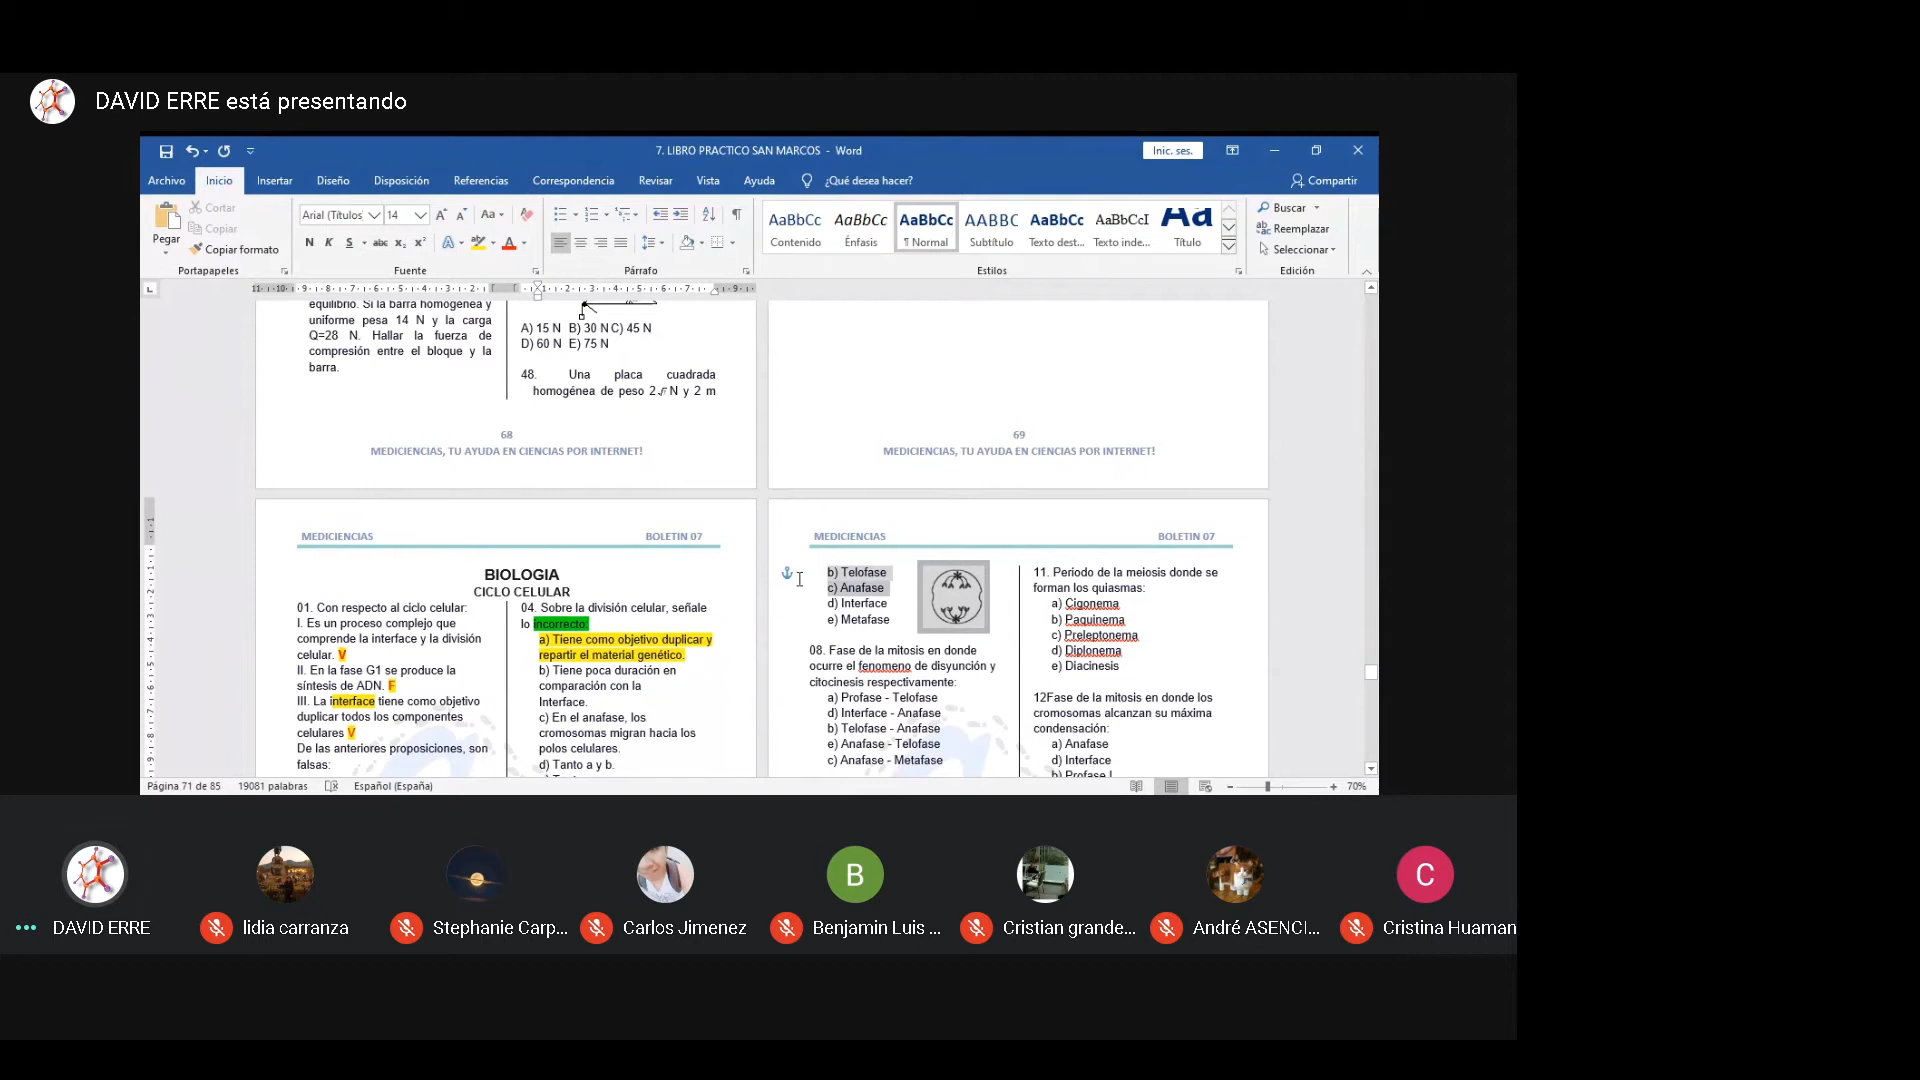 DAVID ERRE está presentando
7. LIBRO PRACTICO SAN MARCOS - Word
Inic. ses.
Archivo Inicio Insertar Diseño Disposición Referencias Correspondencia Revisar Vista Ayuda ¿Qué desea hacer? Compartir
Pegar
Cortar
Copiar
Copiar formato
Portapapeles
Arial (Títulos 14
Aa
N K S abc x₂ x²
Fuente
Párrafo
AaBbCc AaBbCc AaBbCc AABBC AaBbCc AaBbCcI Aa
Contenido Énfasis ¶ Normal Subtítulo Texto dest... Texto inde... Título
Estilos
Buscar
Reemplazar
Seleccionar
Edición
equilibrio. Si la barra homogénea y
uniforme pesa 14 N y la carga
Q=28 N. Hallar la fuerza de
compresión entre el bloque y la
barra.
A) 15 N B) 30 N C) 45 N
D) 60 N E) 75 N
48. Una placa cuadrada
homogénea de peso 2√ N y 2 m
68
MEDICIENCIAS, TU AYUDA EN CIENCIAS POR INTERNET!
69
MEDICIENCIAS, TU AYUDA EN CIENCIAS POR INTERNET!
MEDICIENCIAS BOLETIN 07
BIOLOGIA
CICLO CELULAR
01. Con respecto al ciclo celular:
I. Es un proceso complejo que
comprende la interface y la división
celular. V
II. En la fase G1 se produce la
síntesis de ADN. F
III. La interface tiene como objetivo
duplicar todos los componentes
celulares V
De las anteriores proposiciones, son
falsas:
04. Sobre la división celular, señale
lo incorrecto:
a) Tiene como objetivo duplicar y
repartir el material genético.
b) Tiene poca duración en
comparación con la
Interface.
c) En el anafase, los
cromosomas migran hacia los
polos celulares.
d) Tanto a y b.
MEDICIENCIAS BOLETIN 07
b) Telofase
c) Anafase
d) Interface
e) Metafase
08. Fase de la mitosis en donde
ocurre el fenomeno de disyunción y
citocinesis respectivamente:
a) Profase - Telofase
d) Interface - Anafase
b) Telofase - Anafase
e) Anafase - Telofase
c) Anafase - Metafase
11. Periodo de la meiosis donde se
forman los quiasmas:
a) Cigonema
b) Paquinema
c) Preleptonema
d) Diplonema
e) Diacinesis
12Fase de la mitosis en donde los
cromosomas alcanzan su máxima
condensación:
a) Anafase
d) Interface
b) Profase I
Página 71 de 85 19081 palabras Español (España) 70%
B
C
DAVID ERRE
lidia carranza
Stephanie Carp...
Carlos Jimenez
Benjamin Luis ...
Cristian grande...
André ASENCI...
Cristina Huaman